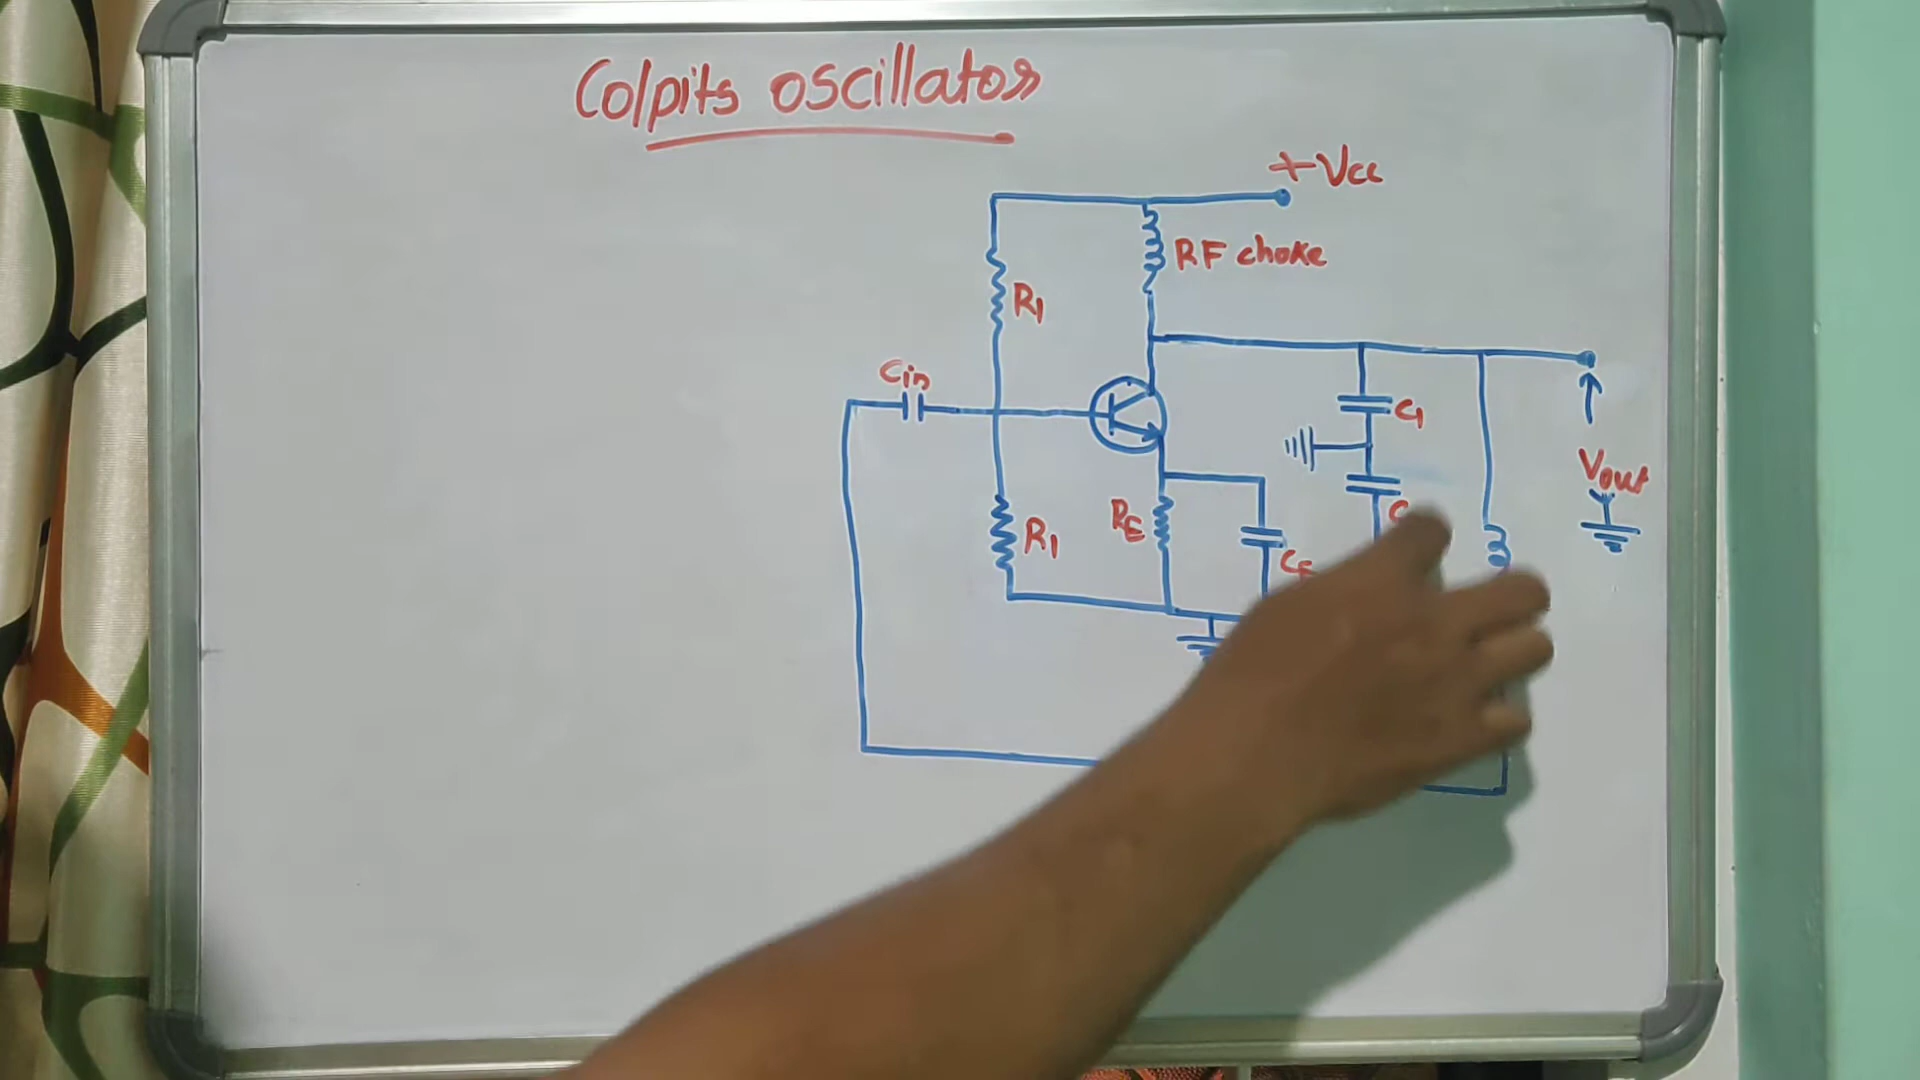 Colpits oscillator
+Vcc
RF choke
R1
Cin
C1
Vout
R1
RE